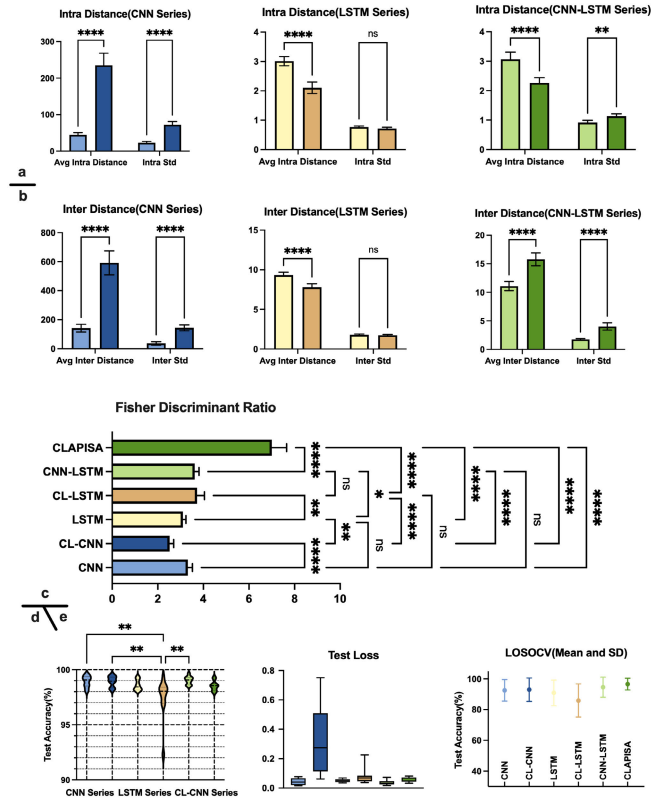 Intra Distance(CNN Series)
Intra Distance(LSTM Series)
Intra Distance(CNN-LSTM Series)
300
200
100
0
****
****
Avg Intra Distance
Intra Std
4
3
2
1
0
****
ns
Avg Intra Distance
Intra Std
4
3
2
1
0
****
**
Avg Intra Distance
Intra Std
a
b
Inter Distance(CNN Series)
Inter Distance(LSTM Series)
Inter Distance(CNN-LSTM Series)
800
600
400
200
0
****
****
Avg Inter Distance
Inter Std
15
10
5
0
****
ns
Avg Inter Distance
Inter Std
20
15
10
5
0
****
****
Avg Inter Distance
Inter Std
Fisher Discriminant Ratio
CLAPISA
CNN-LSTM
CL-LSTM
LSTM
CL-CNN
CNN
0
2
4
6
8
10
****
**
****
ns
**
*
ns
****
****
ns
****
****
ns
****
****
c
d
e
**
**
**
Test Accuracy(%)
100
95
90
CNN Series
LSTM Series
CL-CNN Series
Test Loss
0.8
0.6
0.4
0.2
0.0
LOSOCV(Mean and SD)
Test Accuracy(%)
100
80
60
40
CNN
CL-CNN
LSTM
CL-LSTM
CNN-LSTM
CLAPISA